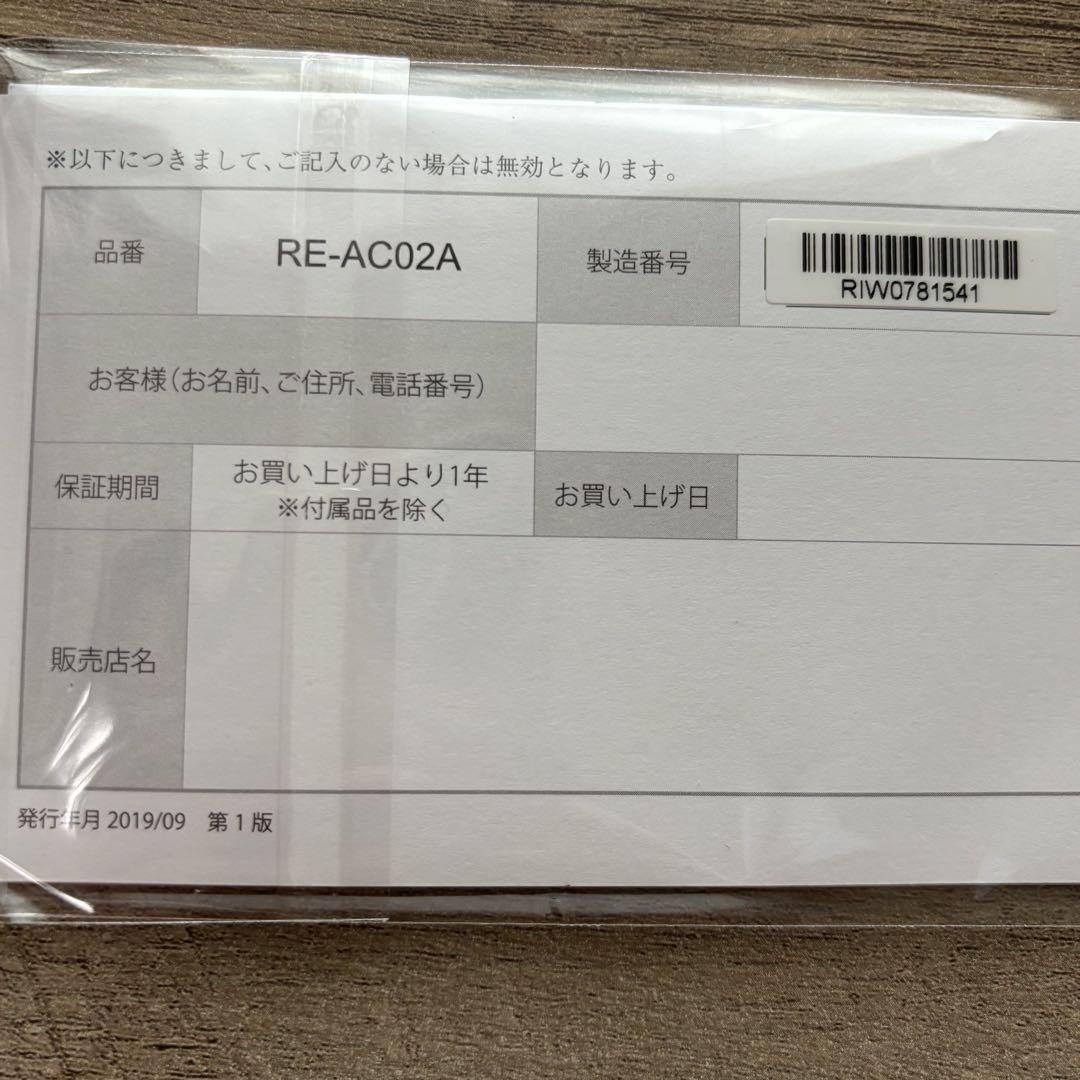 ※以下につきまして、ご記入のない場合は無効となります。
品番
RE-AC02A
製造番号
RIW0781541
お客様(お名前、ご住所、電話番号)
保証期間
お買い上げ日より1年
※付属品を除く
お買い上げ日
販売店名
発行年月 2019/09 第1版